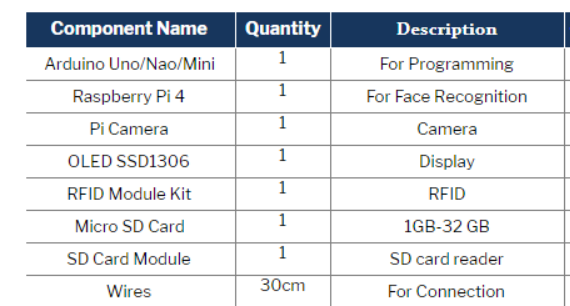 Component Name Quantity Description
Arduino Uno/Nao/Mini 1 For Programming
Raspberry Pi 4 1 For Face Recognition
Pi Camera 1 Camera
OLED SSD1306 1 Display
RFID Module Kit 1 RFID
Micro SD Card 1 1GB-32 GB
SD Card Module 1 SD card reader
Wires 30cm For Connection